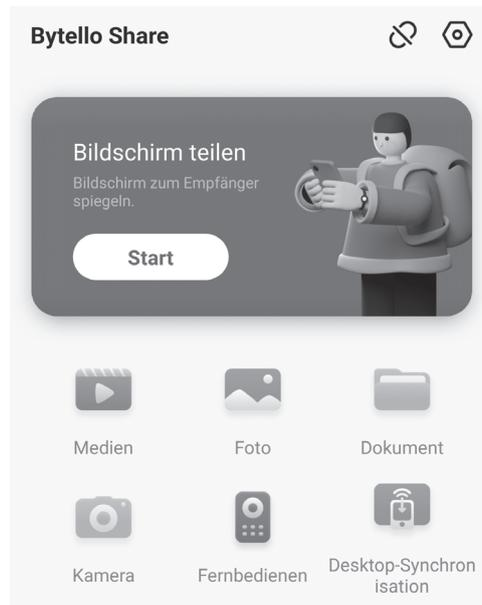 Bytello Share
Bildschirm teilen
Bildschirm zum Empfänger
spiegeln.
Start
Medien
Foto
Dokument
Kamera
Fernbedienen
Desktop-Synchron
isation